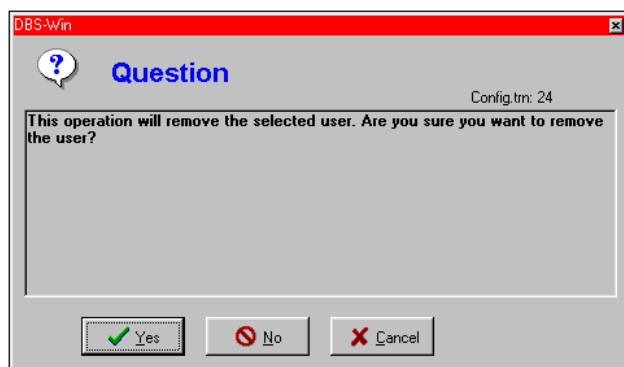 DBS-Win
?
Question
Config.trn: 24
This operation will remove the selected user. Are you sure you want to remove
the user?
Yes
No
Cancel